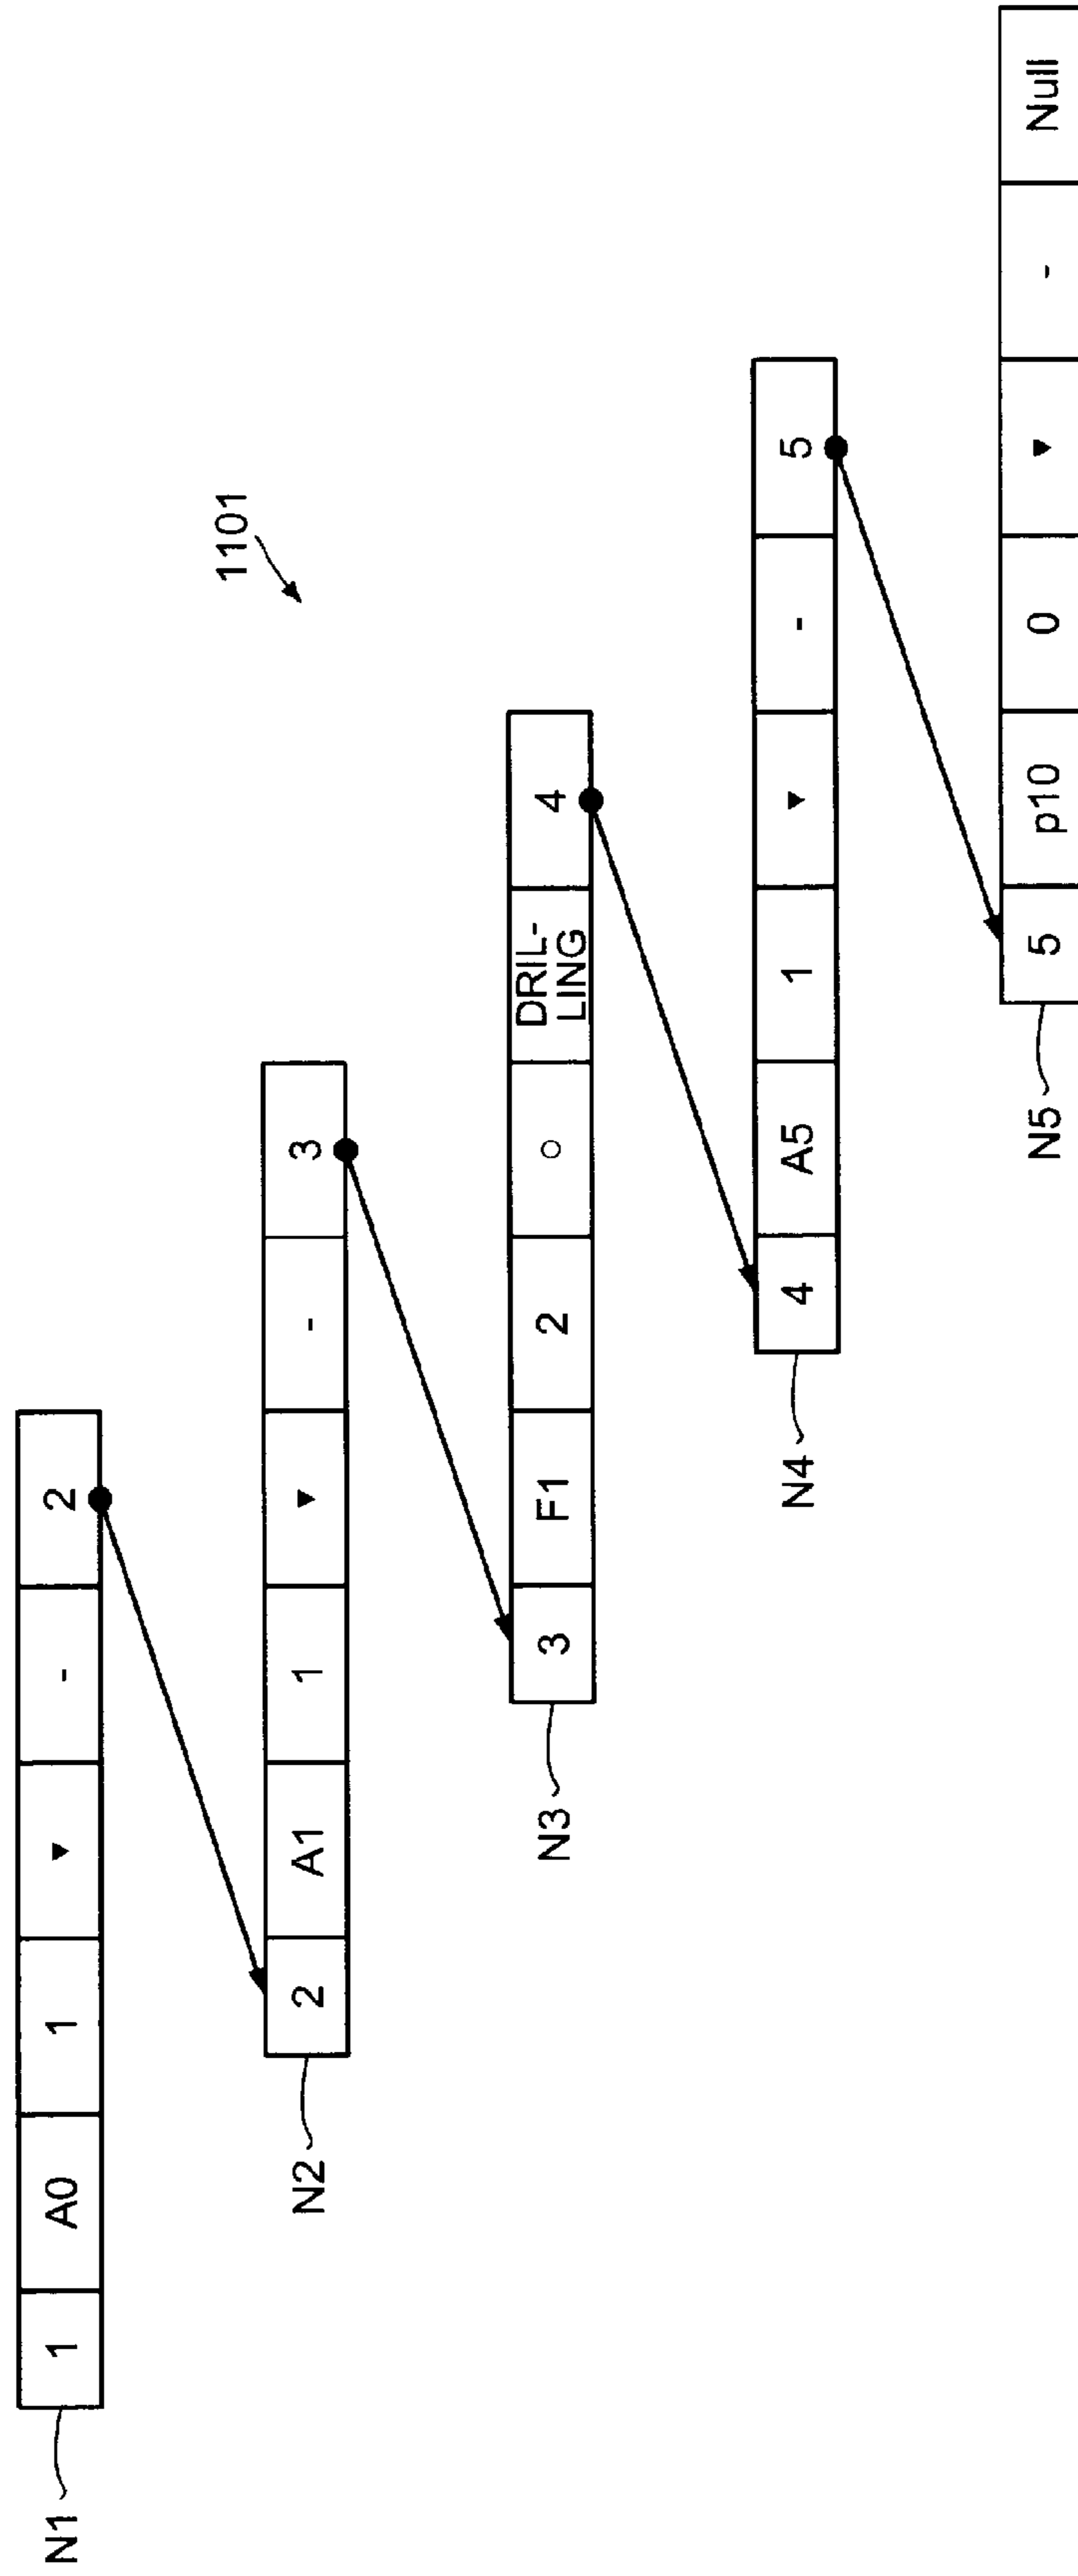 1101
N1
1 A0 1 ▼ - 2
N2
2 A1 1 ▼ - 3
N3
3 F1 2 ○ DRIL-
LING 4
N4
4 A5 1 ▼ - 5
N5
5 p10 0 ▼ - Null